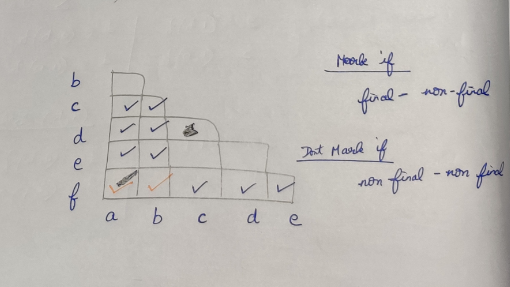 b
c ✓ ✓
d ✓ ✓
e ✓ ✓
f ✓ ✓ ✓ ✓ ✓
a b c d e
Mark if
final - non-final
Dont Mark if
non final - non final